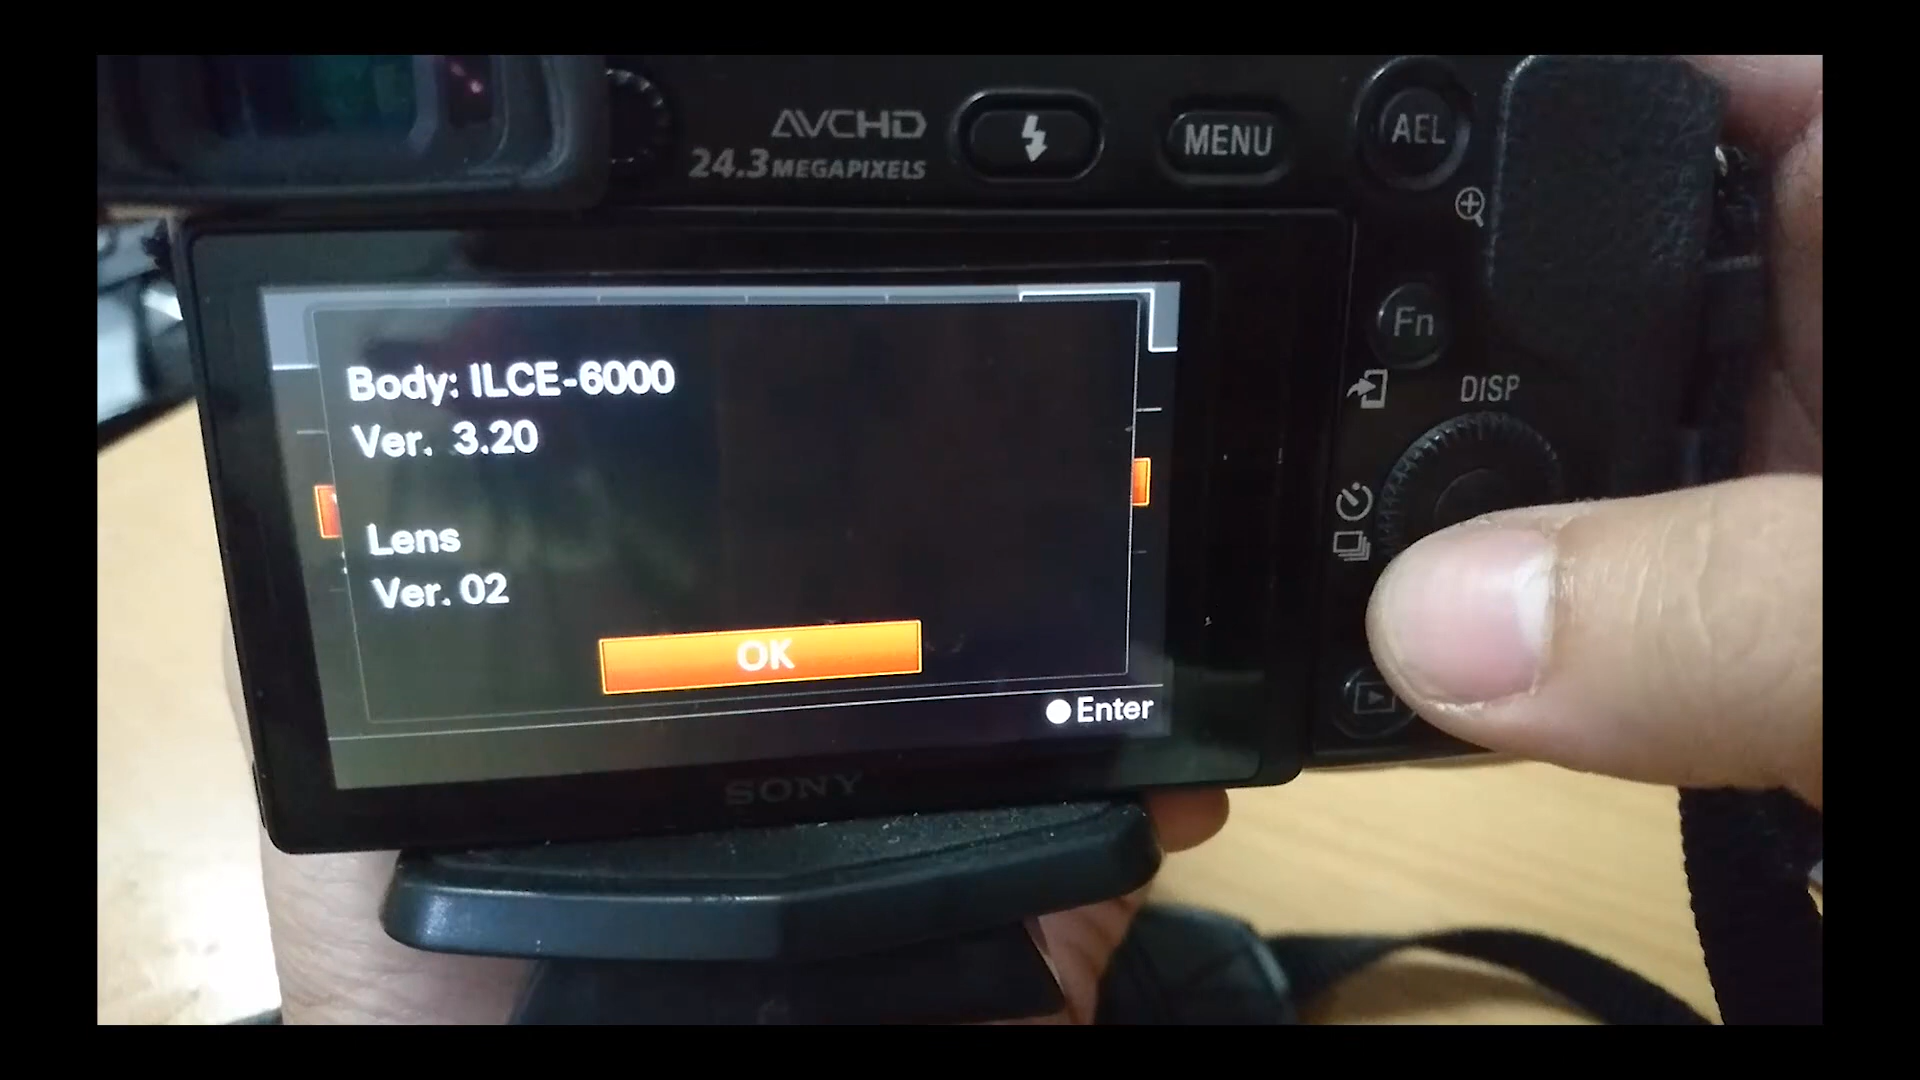 AVCHD
24.3 MEGAPIXELS
MENU
AEL
Fn
DISP
Body: ILCE-6000
Ver. 3.20
Lens
Ver. 02
OK
Enter
SONY